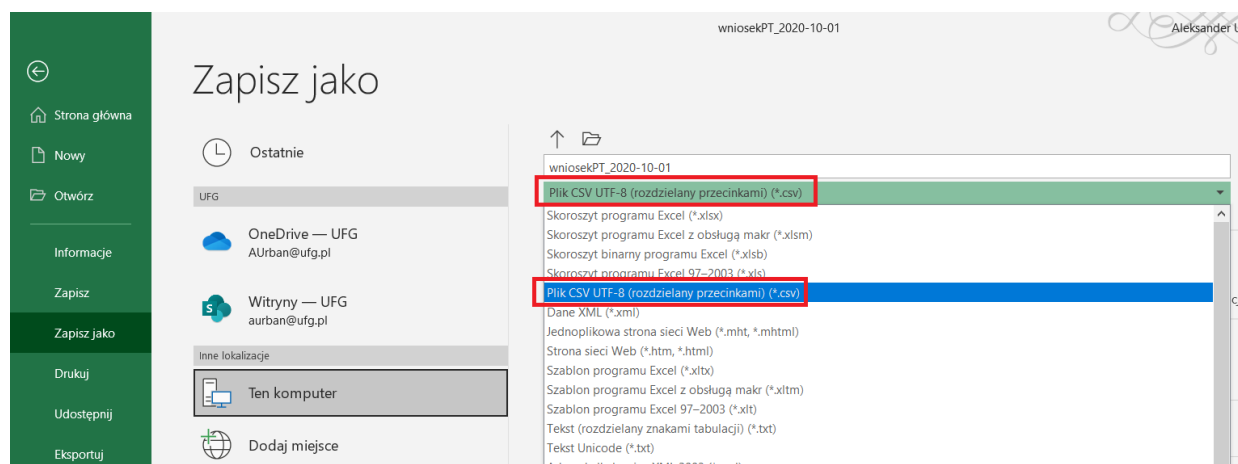 wniosekPT_2020-10-01
Aleksander U
Zapisz jako
Strona główna
Nowy
Otwórz
Informacje
Zapisz
Zapisz jako
Drukuj
Udostępnij
Eksportuj
Ostatnie
UFG
OneDrive — UFG
AUrban@ufg.pl
Witryny — UFG
aurban@ufg.pl
Inne lokalizacje
Ten komputer
Dodaj miejsce
wniosekPT_2020-10-01
Plik CSV UTF-8 (rozdzielany przecinkami) (*.csv)
Skoroszyt programu Excel (*.xlsx)
Skoroszyt programu Excel z obsługą makr (*.xlsm)
Skoroszyt binarny programu Excel (*.xlsb)
Skoroszyt programu Excel 97–2003 (*.xls)
Plik CSV UTF-8 (rozdzielany przecinkami) (*.csv)
Dane XML (*.xml)
Jednoplikowa strona sieci Web (*.mht, *.mhtml)
Strona sieci Web (*.htm, *.html)
Szablon programu Excel (*.xltx)
Szablon programu Excel z obsługą makr (*.xltm)
Szablon programu Excel 97–2003 (*.xlt)
Tekst (rozdzielany znakami tabulacji) (*.txt)
Tekst Unicode (*.txt)